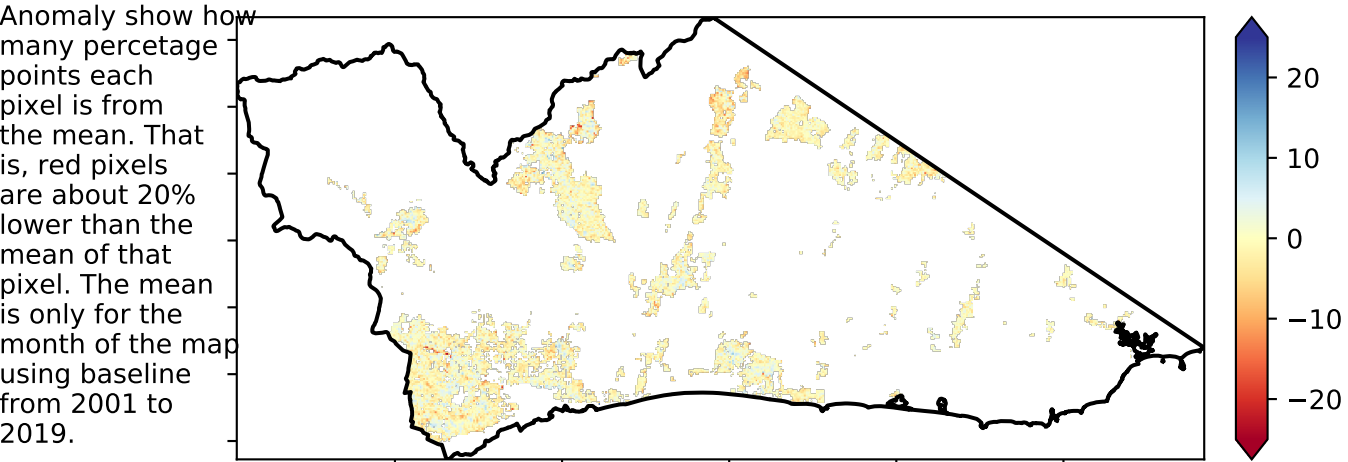 Anomaly show how
many percetage
points each
pixel is from
the mean. That
is, red pixels
are about 20%
lower than the
mean of that
pixel. The mean
is only for the
month of the map
using baseline
from 2001 to
2019.
20
10
0
−10
−20